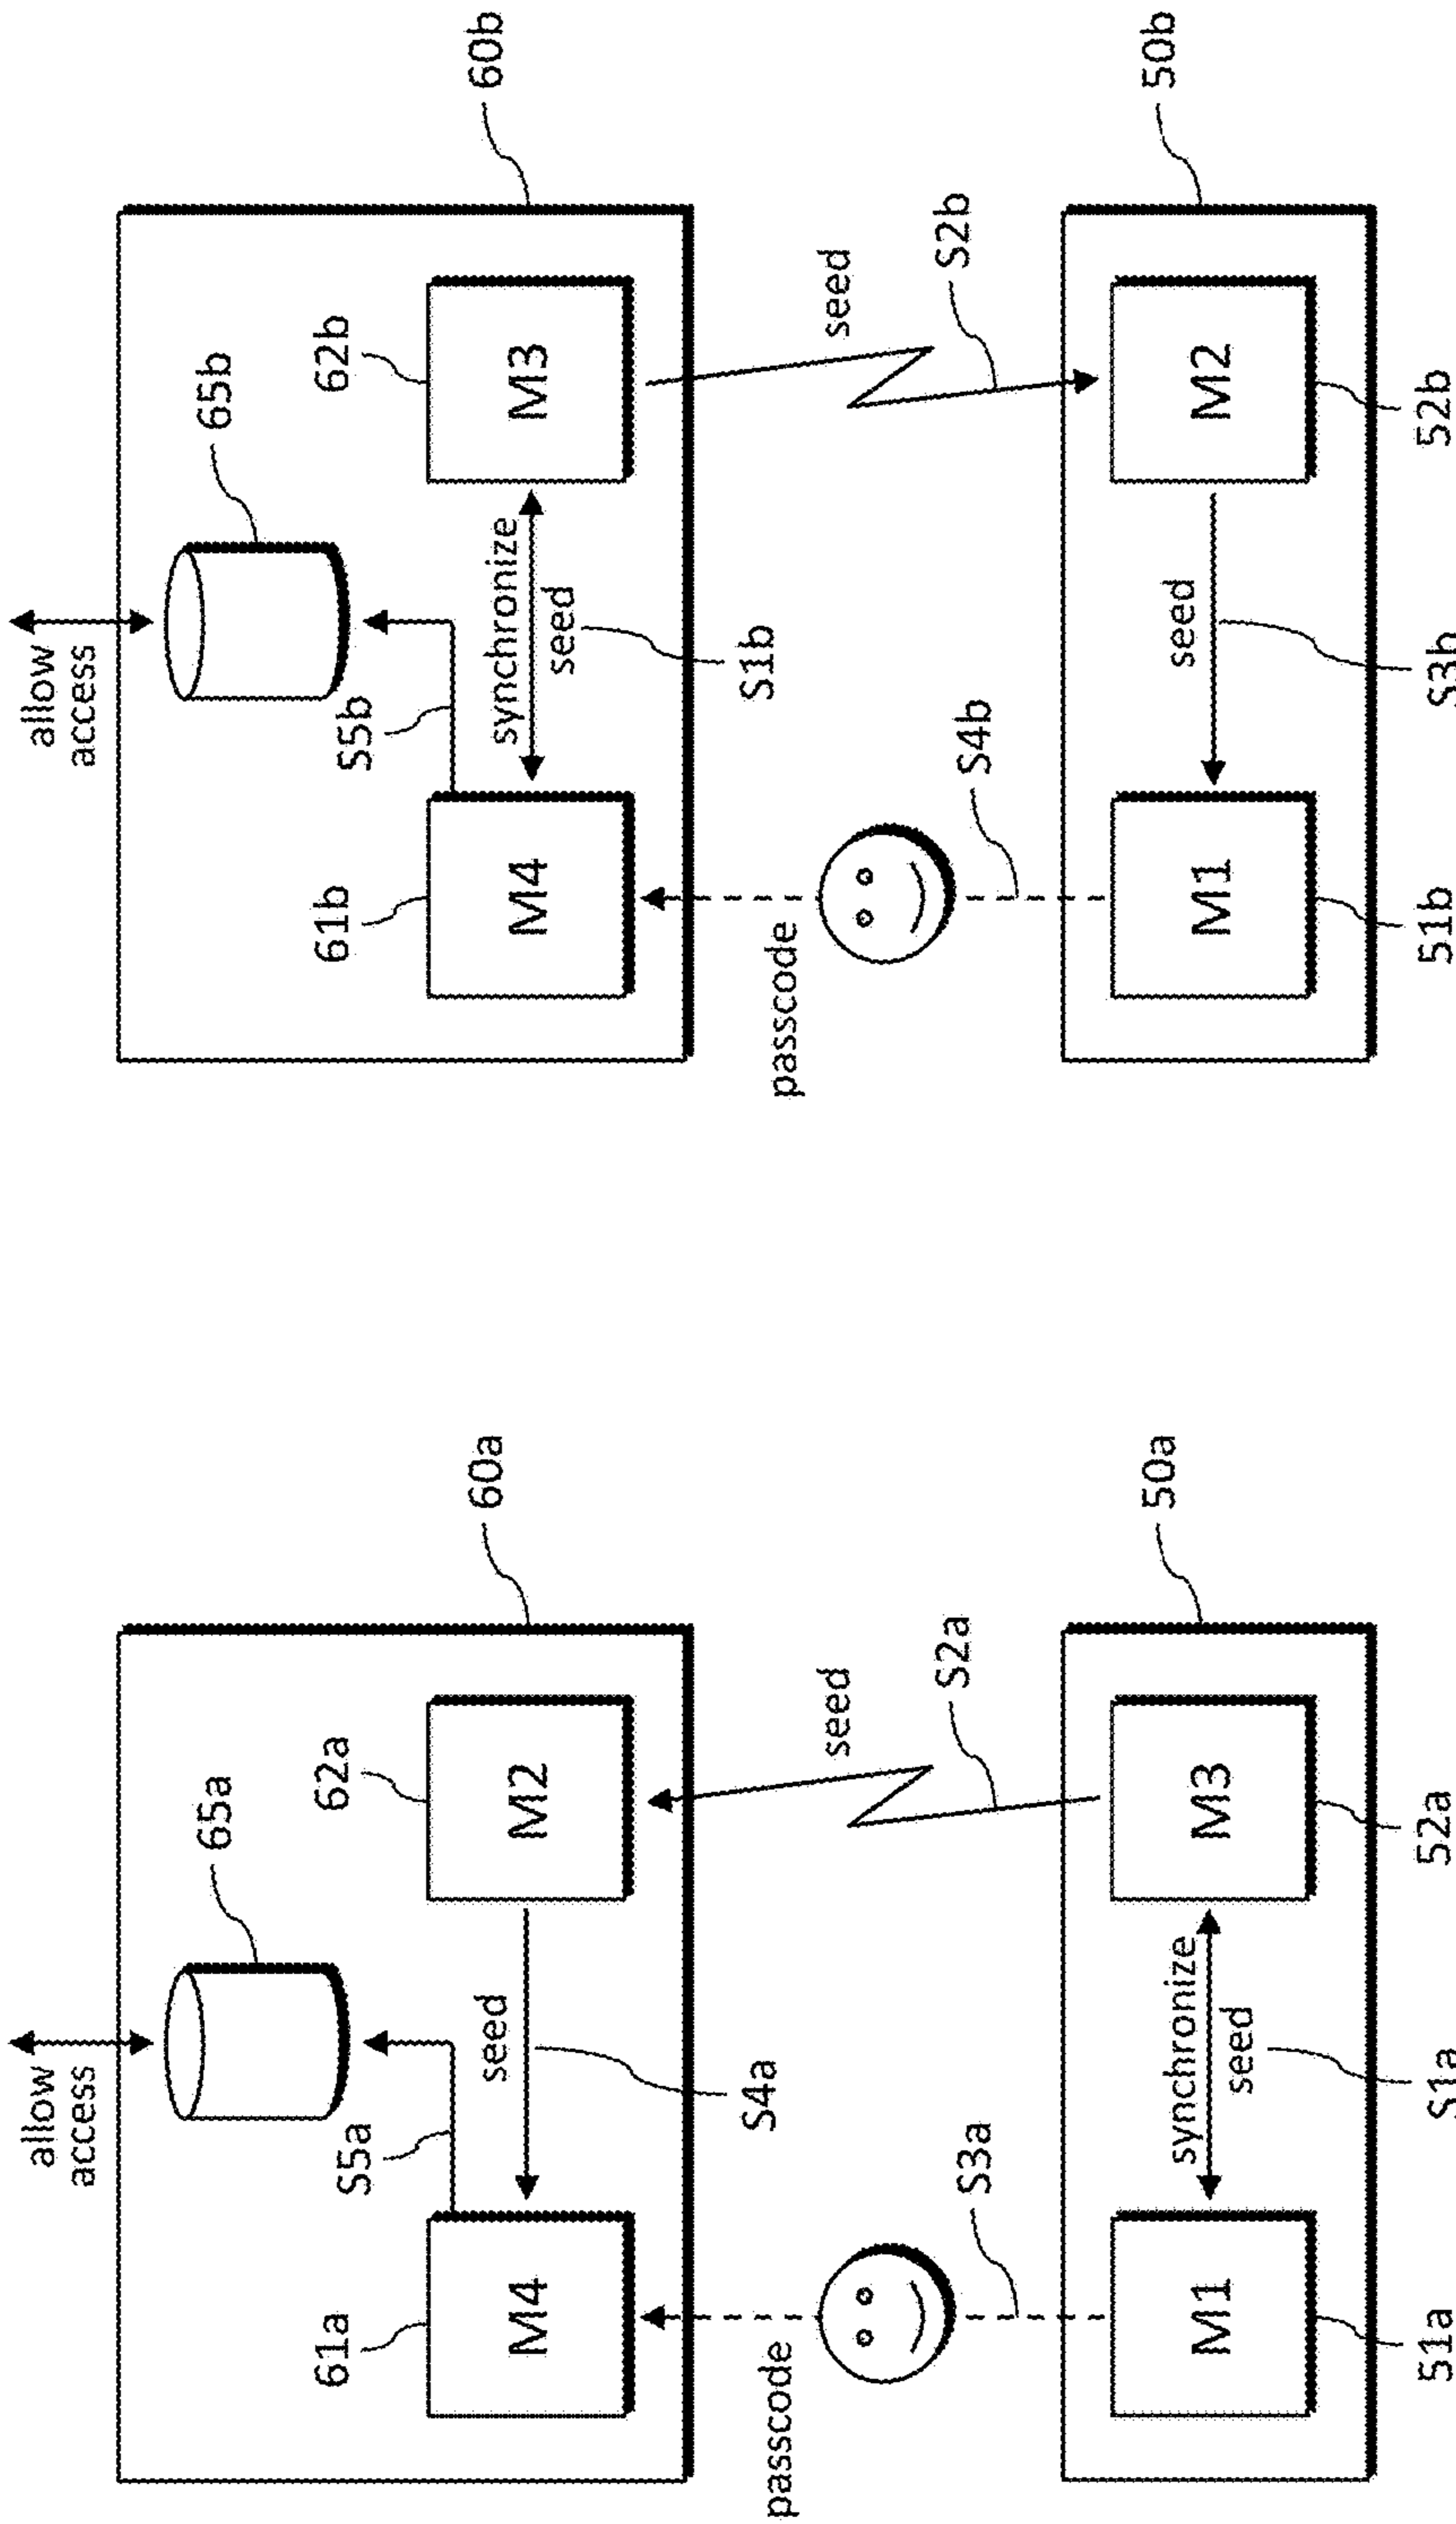 allow
access
65a
S5a
61a
62a
60a
seed
M4
M2
S4a
passcode
seed
S3a
S2a
50a
synchronize
M1
M3
seed
51a
S1a
52a
allow
access
65b
S5b
61b
62b
60b
synchronize
M4
M3
seed
S1b
passcode
seed
S4b
S2b
50b
seed
M1
M2
51b
S3b
52b